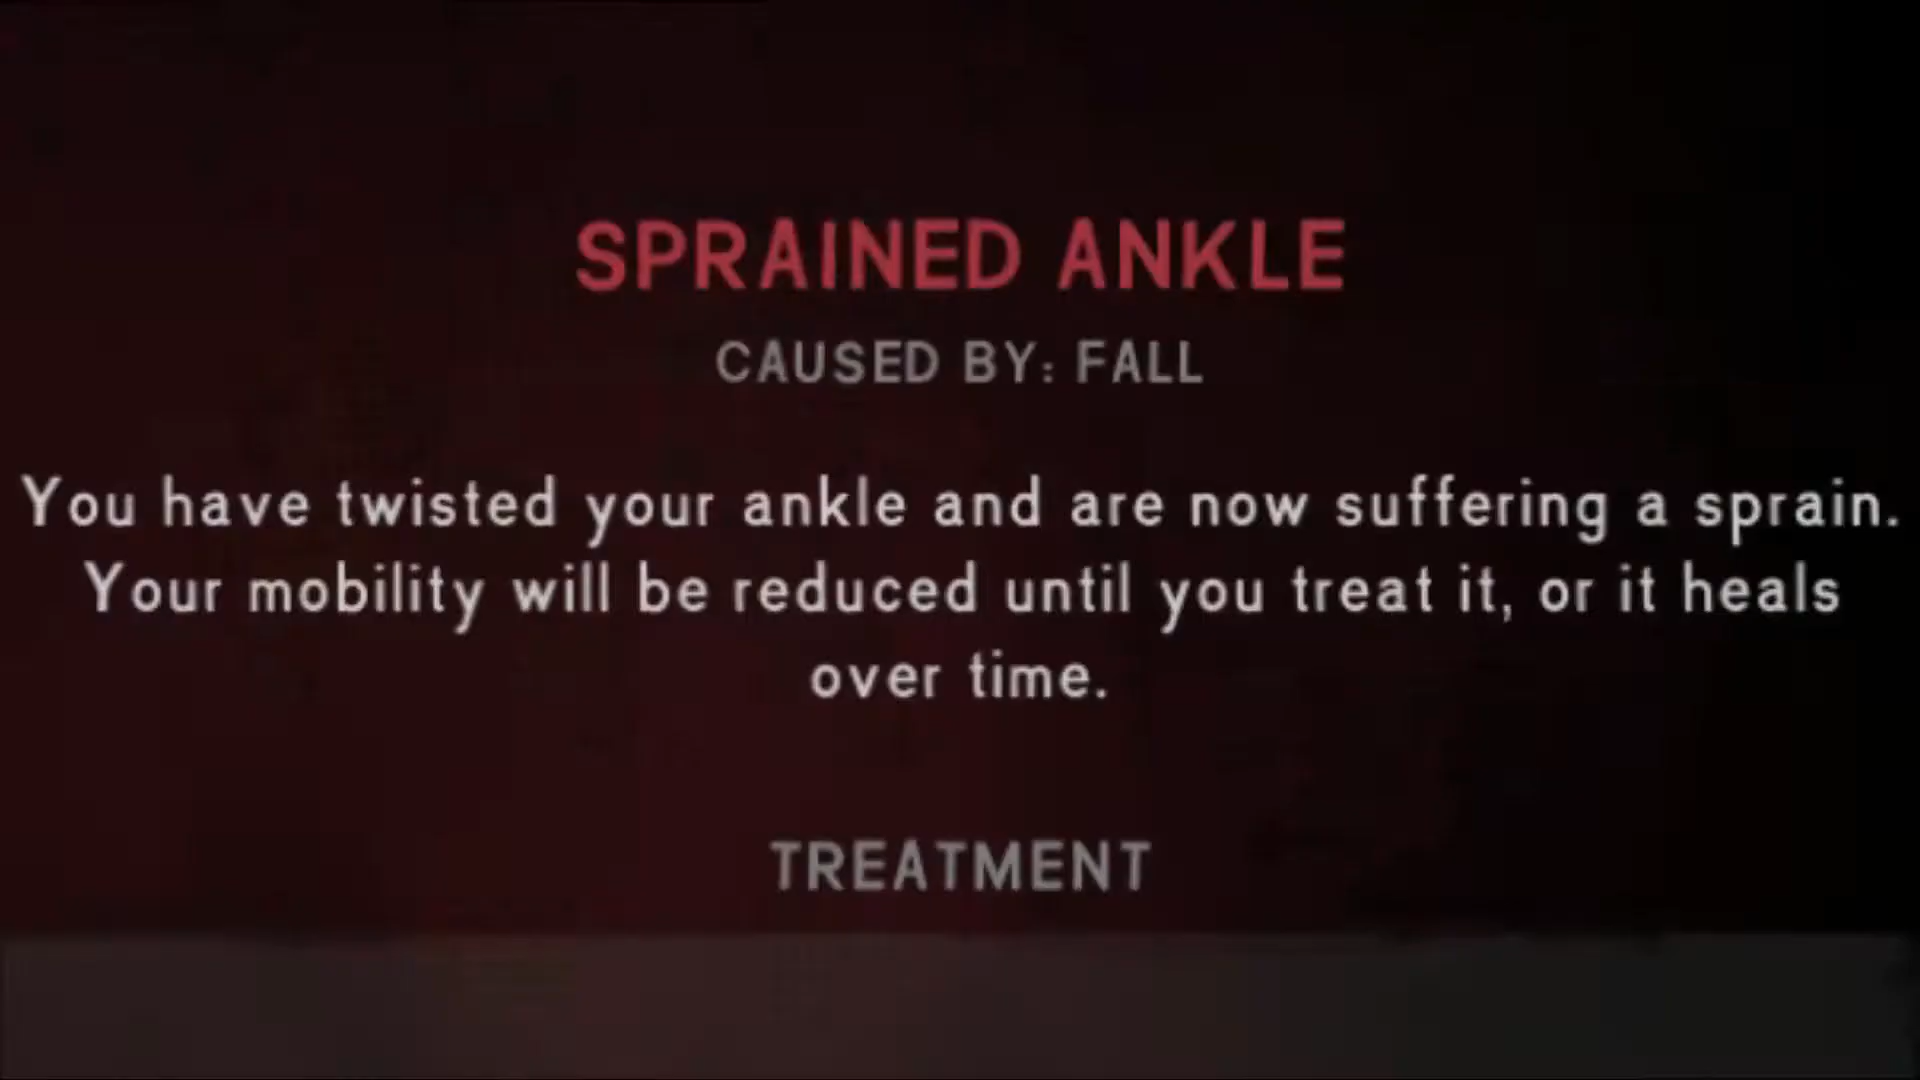 SPRAINED ANKLE
CAUSED BY: FALL
You have twisted your ankle and are now suffering a sprain.
Your mobility will be reduced until you treat it, or it heals
over time.
TREATMENT